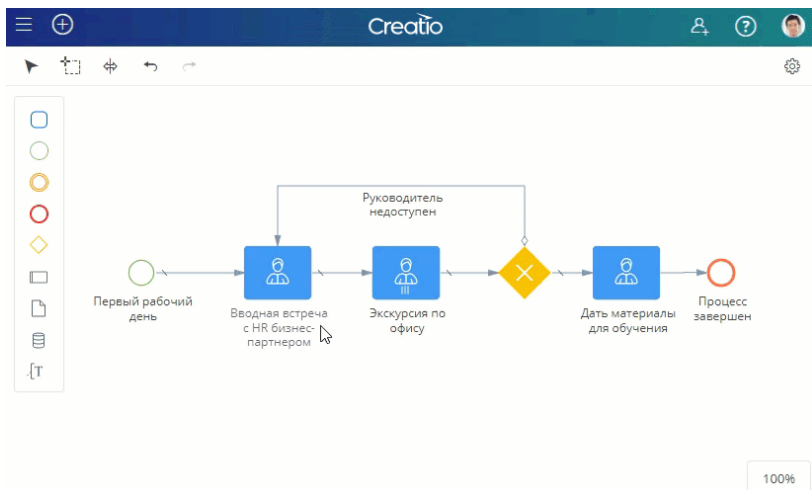 Creatio
Руководитель
недоступен
Первый рабочий
день
Вводная встреча
с HR бизнес-
партнером
Экскурсия по
офису
Дать материалы
для обучения
Процесс
завершен
T
100%